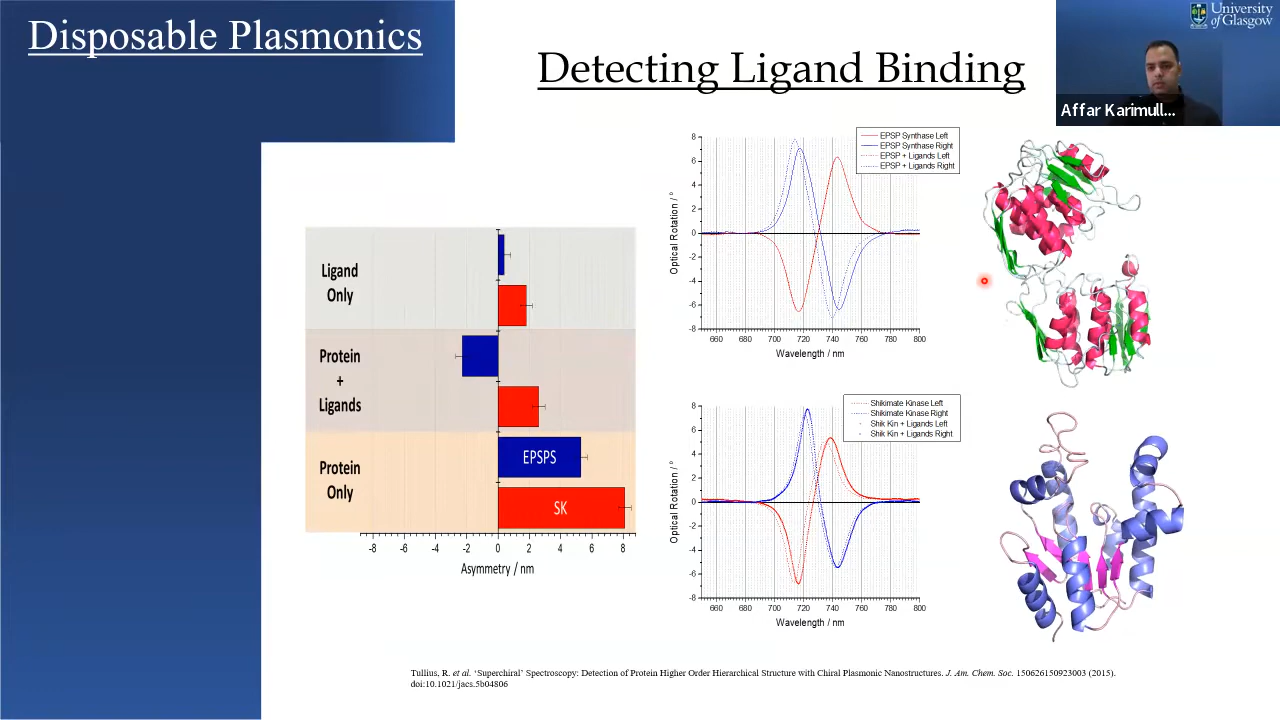 Disposable Plasmonics
Detecting Ligand Binding
University
of Glasgow
Affar Karimull...
Ligand
Only
Protein
+
Ligands
Protein
Only
EPSPS
SK
-8 -6 -4 -2 0 2 4 6 8
Asymmetry / nm
EPSP Synthase Left
EPSP Synthase Right
EPSP + Ligands Left
EPSP + Ligands Right
8
6
4
2
0
-2
-4
-6
-8
Optical Rotation / °
660 680 700 720 740 760 780 800
Wavelength / nm
Shikimate Kinase Left
Shikimate Kinase Right
Shik Kin + Ligands Left
Shik Kin + Ligands Right
8
6
4
2
0
-2
-4
-6
-8
Optical Rotation / °
660 680 700 720 740 760 780 800
Wavelength / nm
Tullius, R. et al. ‘Superchiral’ Spectroscopy: Detection of Protein Higher Order Hierarchical Structure with Chiral Plasmonic Nanostructures. J. Am. Chem. Soc. 150626150923003 (2015).
doi:10.1021/jacs.5b04806